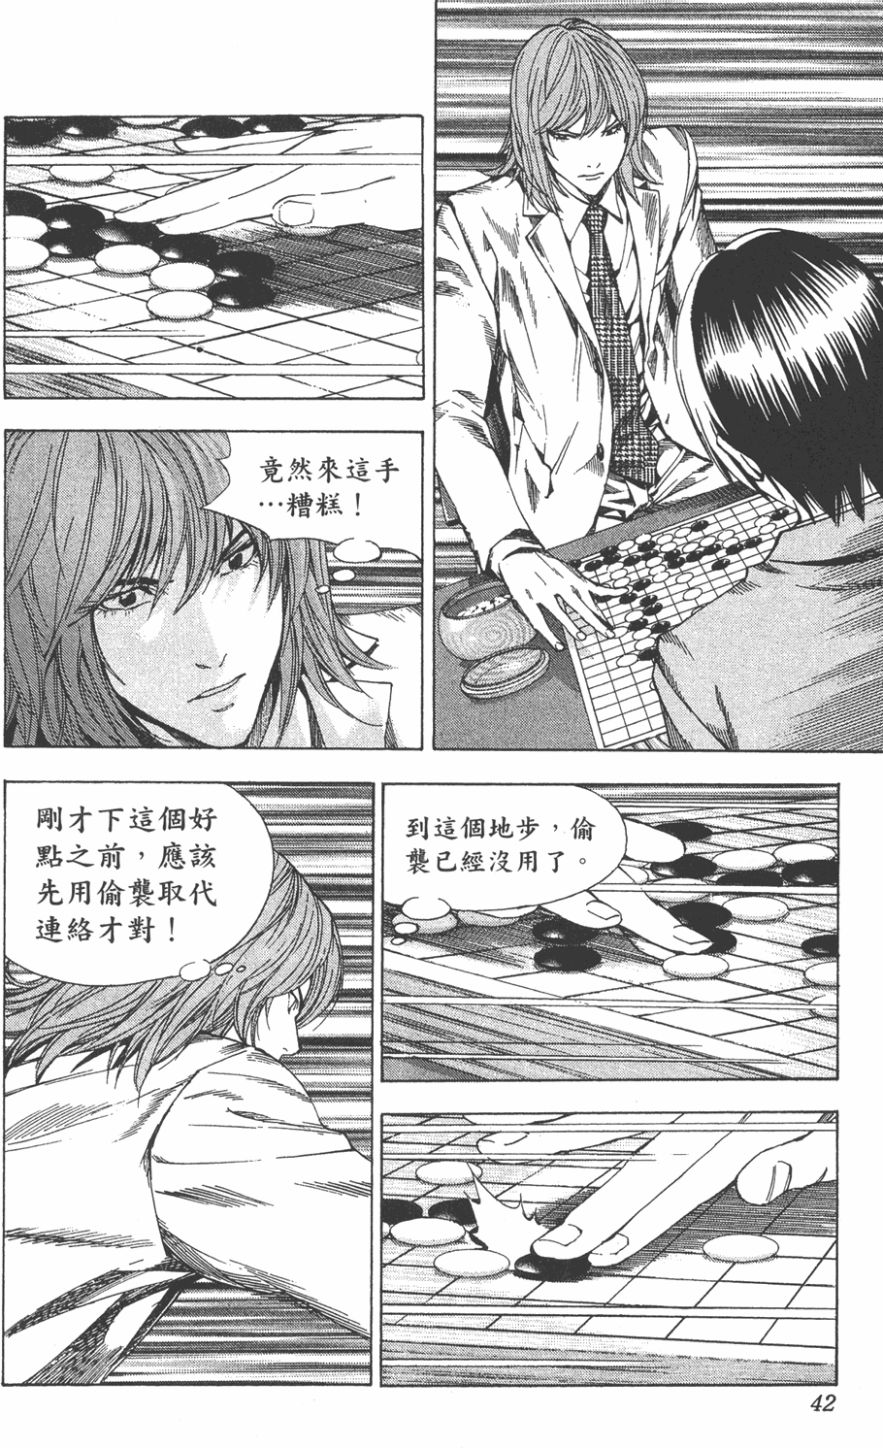 竟然來這手
…糟糕！
到這個地步，偷
襲已經沒用了。
剛才下這個好
點之前，應該
先用偷襲取代
連絡才對！
42